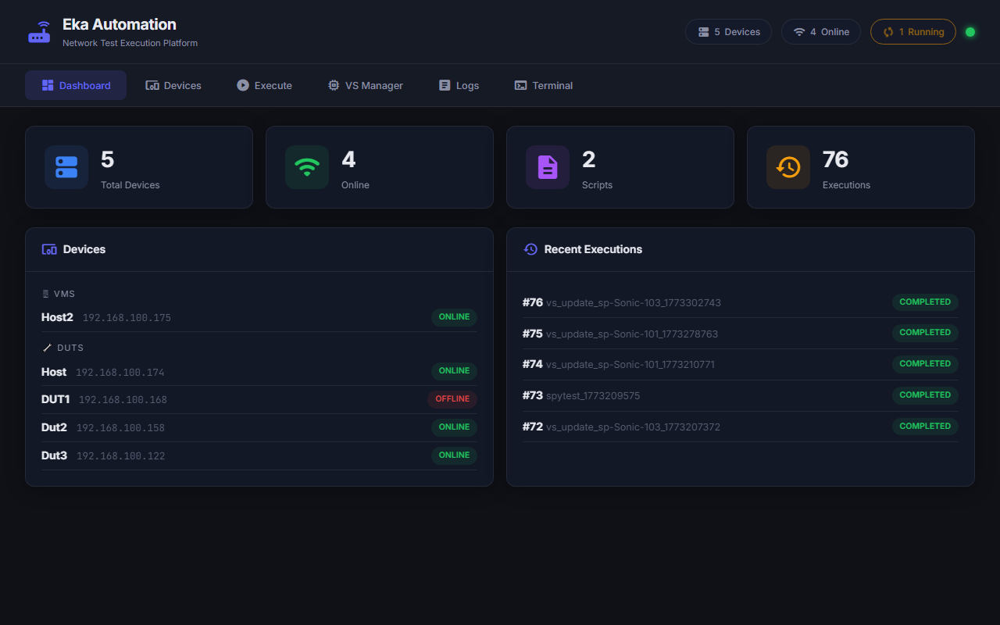 Eka Automation
Network Test Execution Platform
5 Devices
4 Online
1 Running
Dashboard
Devices
Execute
VS Manager
Logs
Terminal
5
Total Devices
4
Online
2
Scripts
76
Executions
Devices
VMS
Host2 192.168.100.175 ONLINE
DUTS
Host 192.168.100.174 ONLINE
DUT1 192.168.100.168 OFFLINE
Dut2 192.168.100.158 ONLINE
Dut3 192.168.100.122 ONLINE
Recent Executions
#76 vs_update_sp-Sonic-103_1773302743 COMPLETED
#75 vs_update_sp-Sonic-101_1773278763 COMPLETED
#74 vs_update_sp-Sonic-101_1773210771 COMPLETED
#73 spytest_1773209575 COMPLETED
#72 vs_update_sp-Sonic-103_1773207372 COMPLETED